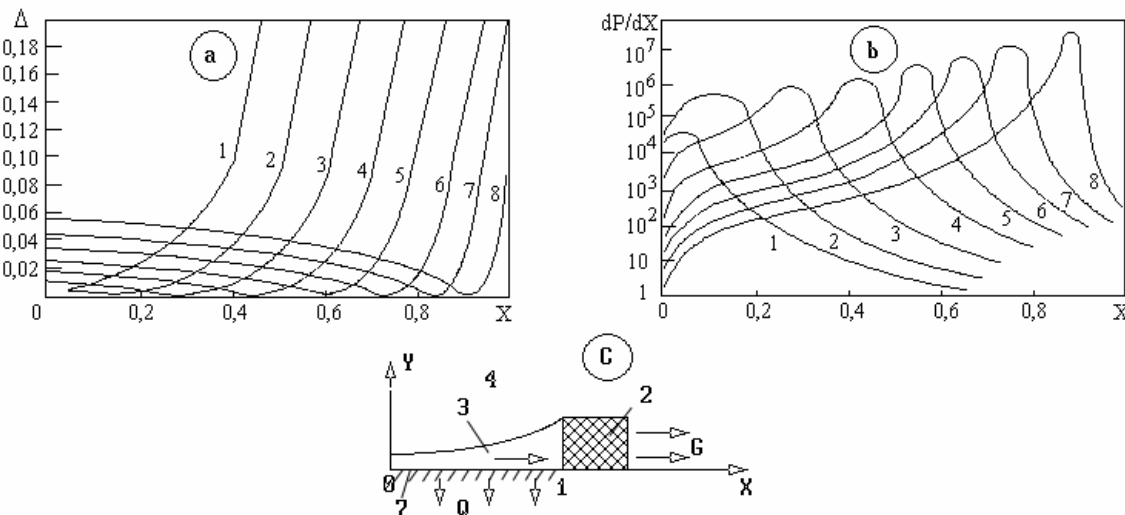 Δ
0,18
0,16
0,14
0,12
0,10
0,08
0,06
0,04
0,02
a
1 2 3 4 5 6 7 8
0 0,2 0,4 0,6 0,8 X
dP/dX
10⁷
10⁶
10⁵
10⁴
10³
10²
10
1
b
1 2 3 4 5 6 7 8
0 0,2 0,4 0,6 0,8 X
C
Y
4
3
2
G
0 1 X
7 Q